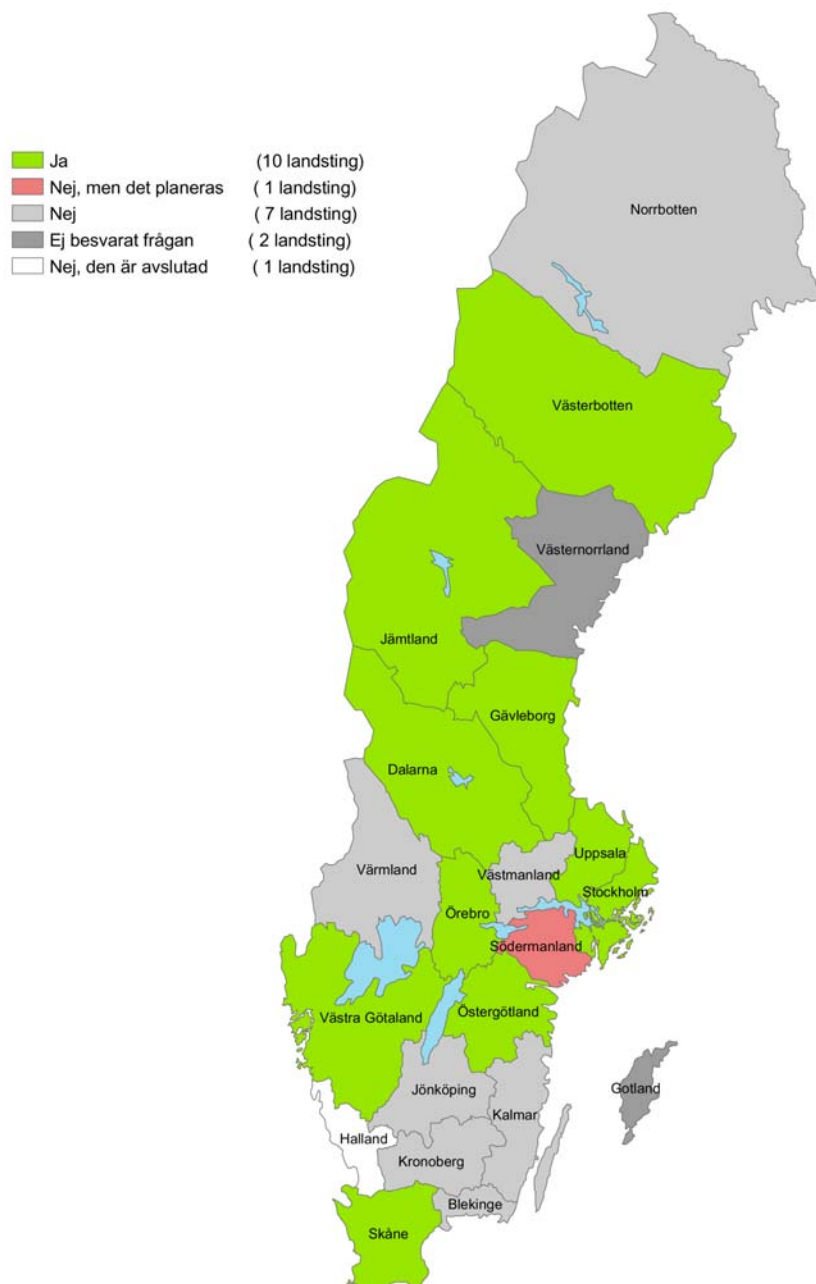 Ja (10 landsting)
Nej, men det planeras ( 1 landsting)
Nej ( 7 landsting)
Ej besvarat frågan ( 2 landsting)
Nej, den är avslutad ( 1 landsting)
Norrbotten
Västerbotten
Västernorrland
Jämtland
Gävleborg
Dalarna
Uppsala
Värmland
Västmanland
Stockholm
Örebro
Södermanland
Västra Götaland
Östergötland
Jönköping
Gotland
Kalmar
Halland
Kronoberg
Blekinge
Skåne